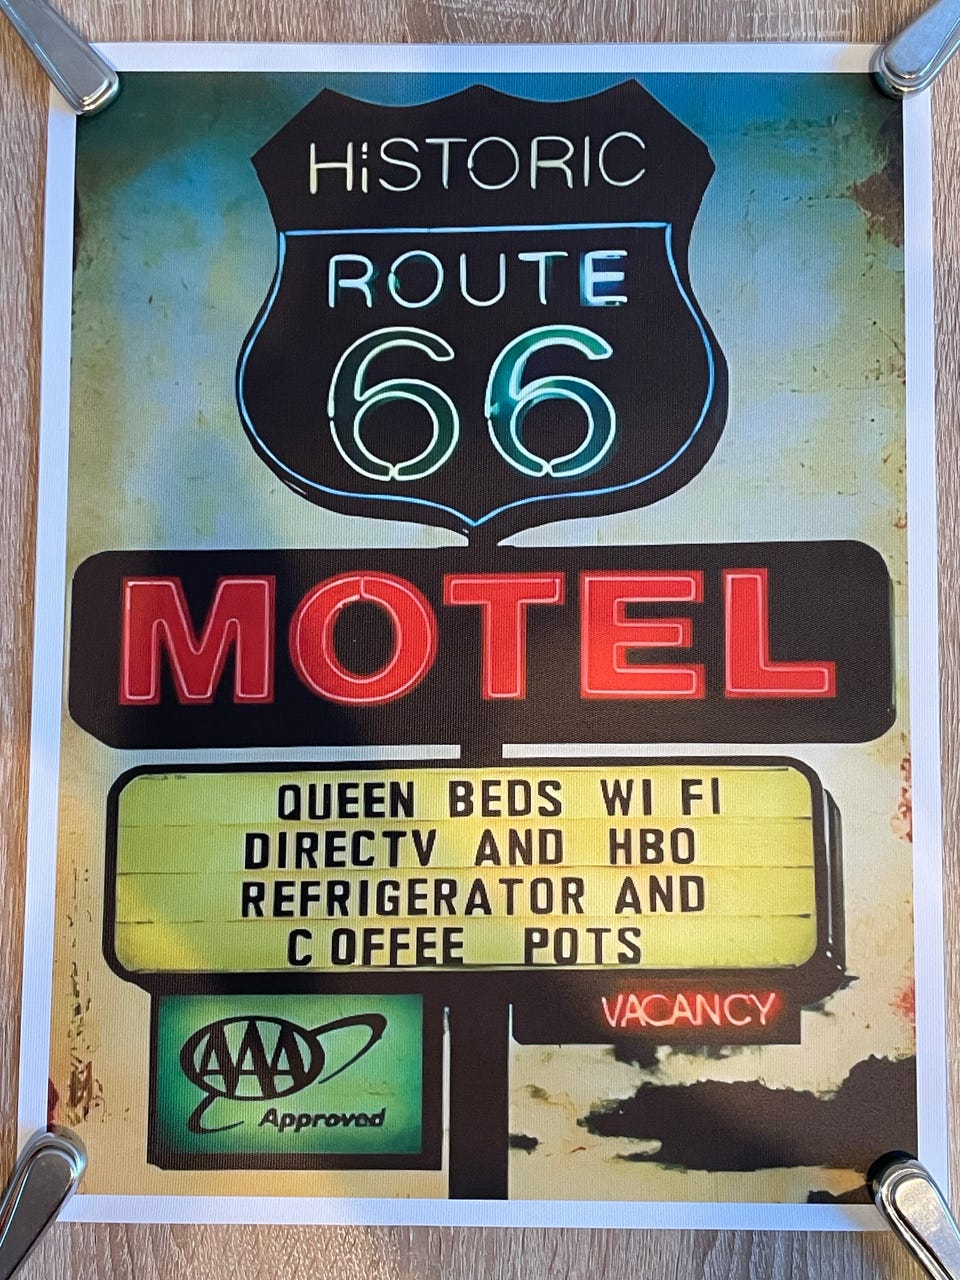 HiSTORIC
ROUTE
66
MOTEL
QUEEN BEDS WI FI
DIRECTV AND HBO
REFRIGERATOR AND
C OFFEE POTS
VACANCY
AAA
Approved